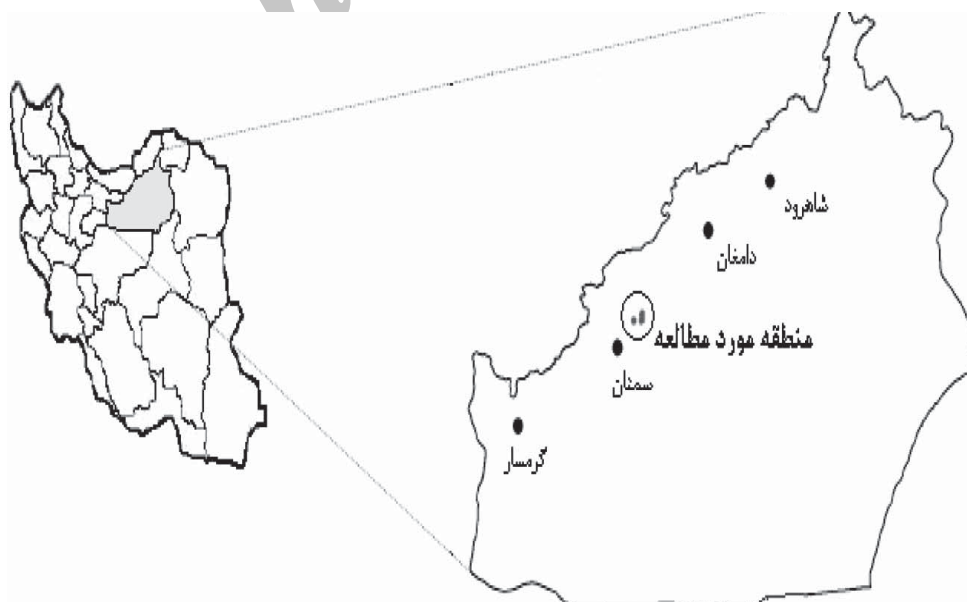 شاهرود
دامغان
منطقه مورد مطالعه
سمنان
گرمسار